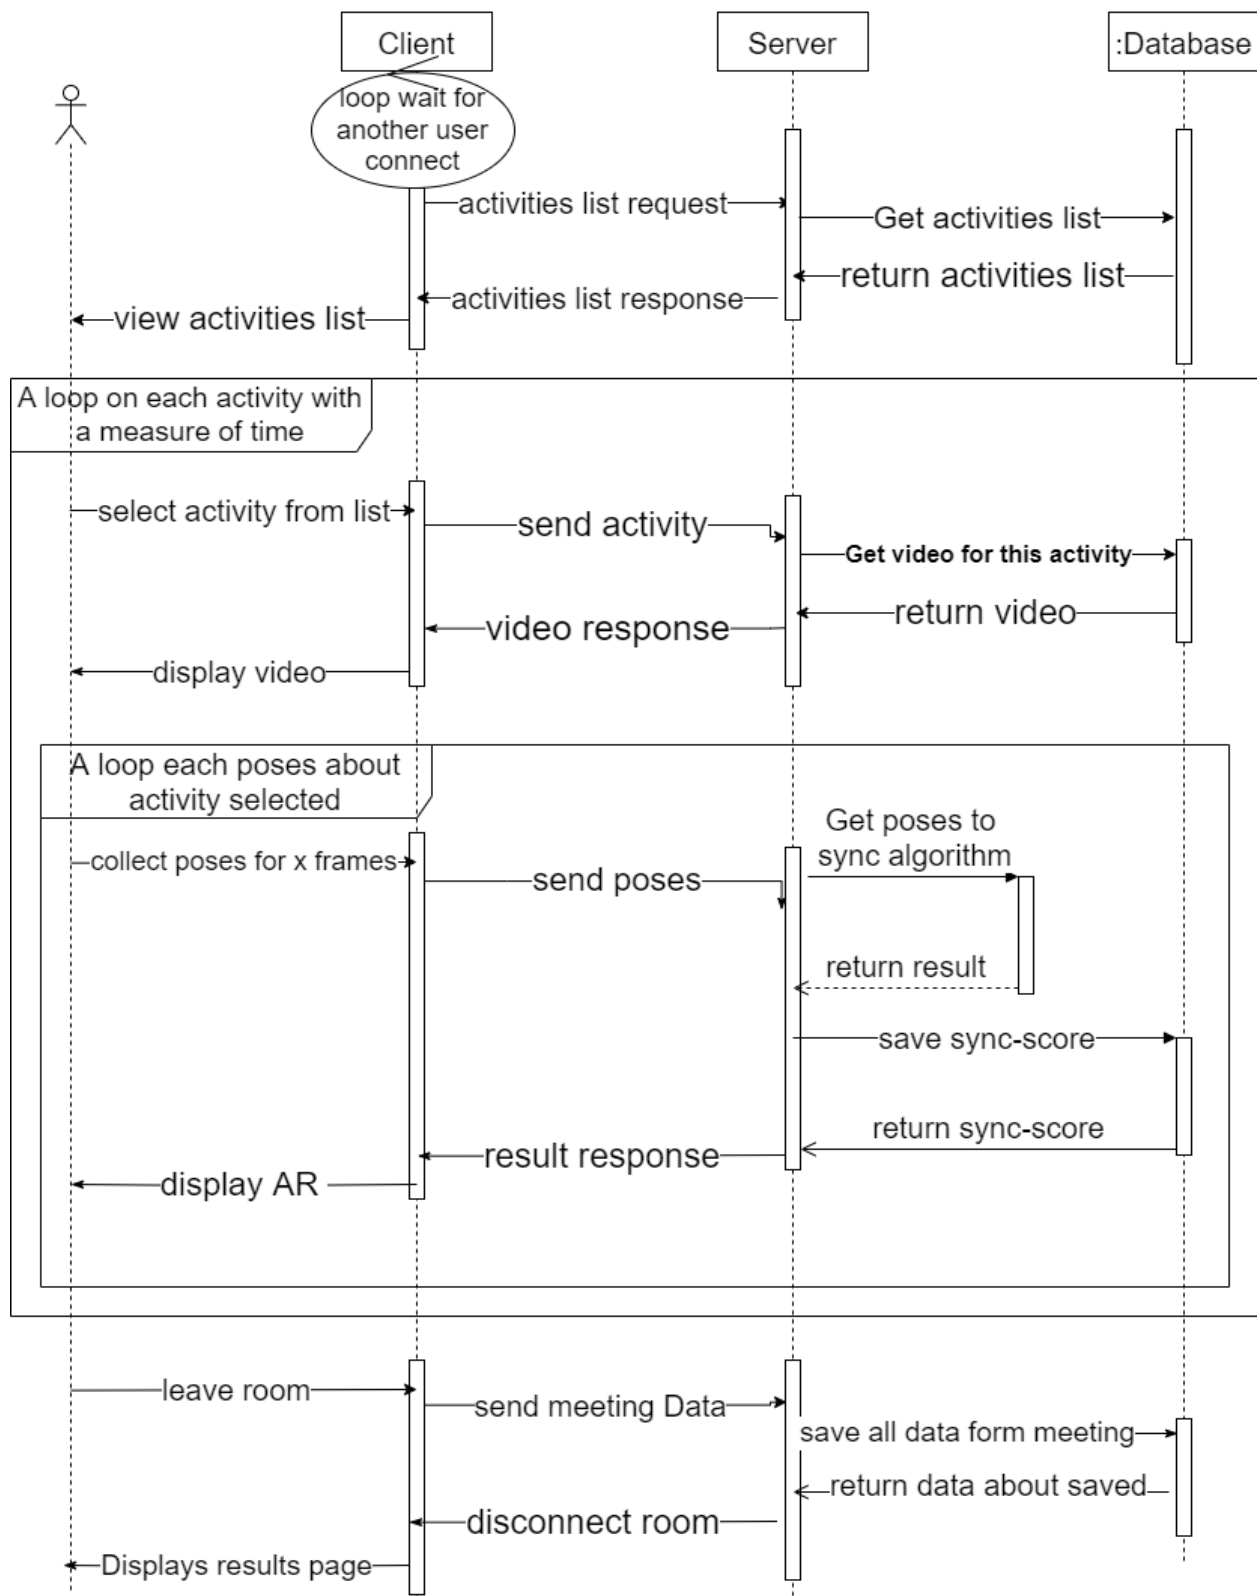 Client
Server
:Database
loop wait for
another user
connect
activities list request
Get activities list
return activities list
activities list response
view activities list
A loop on each activity with
a measure of time
select activity from list
send activity
Get video for this activity
return video
video response
display video
A loop each poses about
activity selected
Get poses to
sync algorithm
collect poses for x frames
send poses
return result
save sync-score
return sync-score
result response
display AR
leave room
send meeting Data
save all data form meeting
return data about saved
disconnect room
Displays results page